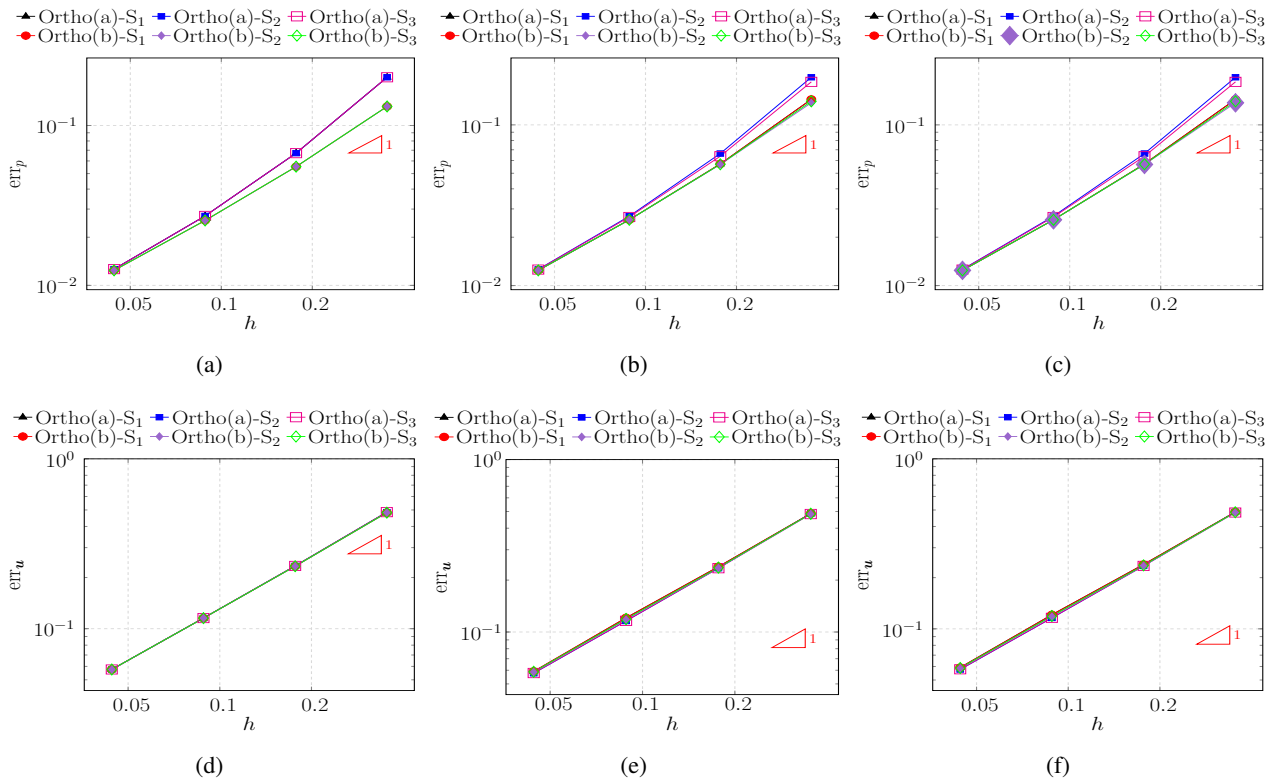 Ortho(a)-S₁ Ortho(a)-S₂ Ortho(a)-S₃
Ortho(b)-S₁ Ortho(b)-S₂ Ortho(b)-S₃
10⁻¹
10⁻²
err_p
1
0.05 0.1 0.2
h
(a)
Ortho(a)-S₁ Ortho(a)-S₂ Ortho(a)-S₃
Ortho(b)-S₁ Ortho(b)-S₂ Ortho(b)-S₃
10⁻¹
10⁻²
err_p
1
0.05 0.1 0.2
h
(b)
Ortho(a)-S₁ Ortho(a)-S₂ Ortho(a)-S₃
Ortho(b)-S₁ Ortho(b)-S₂ Ortho(b)-S₃
10⁻¹
10⁻²
err_p
1
0.05 0.1 0.2
h
(c)
Ortho(a)-S₁ Ortho(a)-S₂ Ortho(a)-S₃
Ortho(b)-S₁ Ortho(b)-S₂ Ortho(b)-S₃
10⁰
10⁻¹
err_u
1
0.05 0.1 0.2
h
(d)
Ortho(a)-S₁ Ortho(a)-S₂ Ortho(a)-S₃
Ortho(b)-S₁ Ortho(b)-S₂ Ortho(b)-S₃
10⁰
10⁻¹
err_u
1
0.05 0.1 0.2
h
(e)
Ortho(a)-S₁ Ortho(a)-S₂ Ortho(a)-S₃
Ortho(b)-S₁ Ortho(b)-S₂ Ortho(b)-S₃
10⁰
10⁻¹
err_u
1
0.05 0.1 0.2
h
(f)